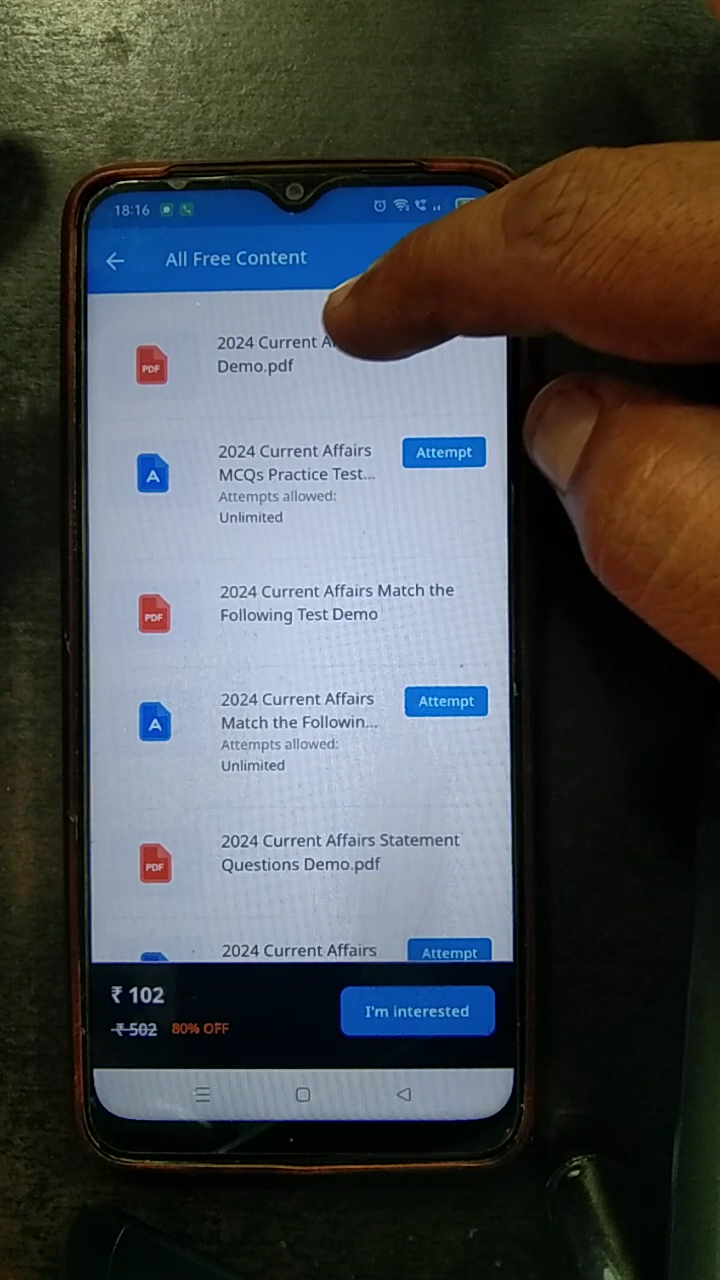 18:16
All Free Content
2024 Current
Demo.pdf
PDF
2024 Current Affairs
MCQs Practice Test...
Attempts allowed:
Unlimited
Attempt
A
2024 Current Affairs Match the
Following Test Demo
PDF
2024 Current Affairs
Match the Followin...
Attempts allowed:
Unlimited
Attempt
A
2024 Current Affairs Statement
Questions Demo.pdf
PDF
2024 Current Affairs
Attempt
₹ 102
₹ 502 80% OFF
I'm interested